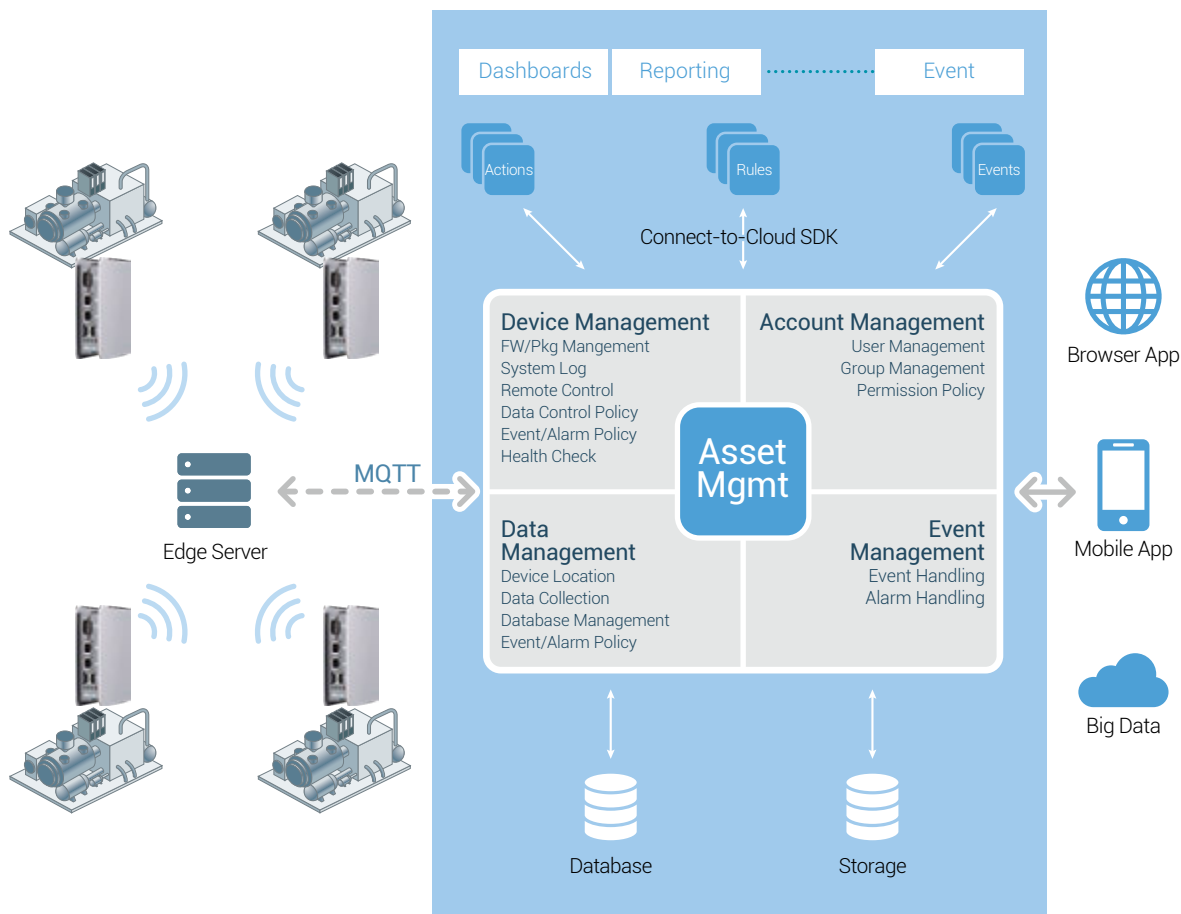 Dashboards
Reporting
Event
Actions
Rules
Events
Connect-to-Cloud SDK
Device Management
FW/Pkg Mangement
System Log
Remote Control
Data Control Policy
Event/Alarm Policy
Health Check
Account Management
User Management
Group Management
Permission Policy
Asset
Mgmt
Data
Management
Device Location
Data Collection
Database Management
Event/Alarm Policy
Event
Management
Event Handling
Alarm Handling
MQTT
Edge Server
Browser App
Mobile App
Big Data
Database
Storage